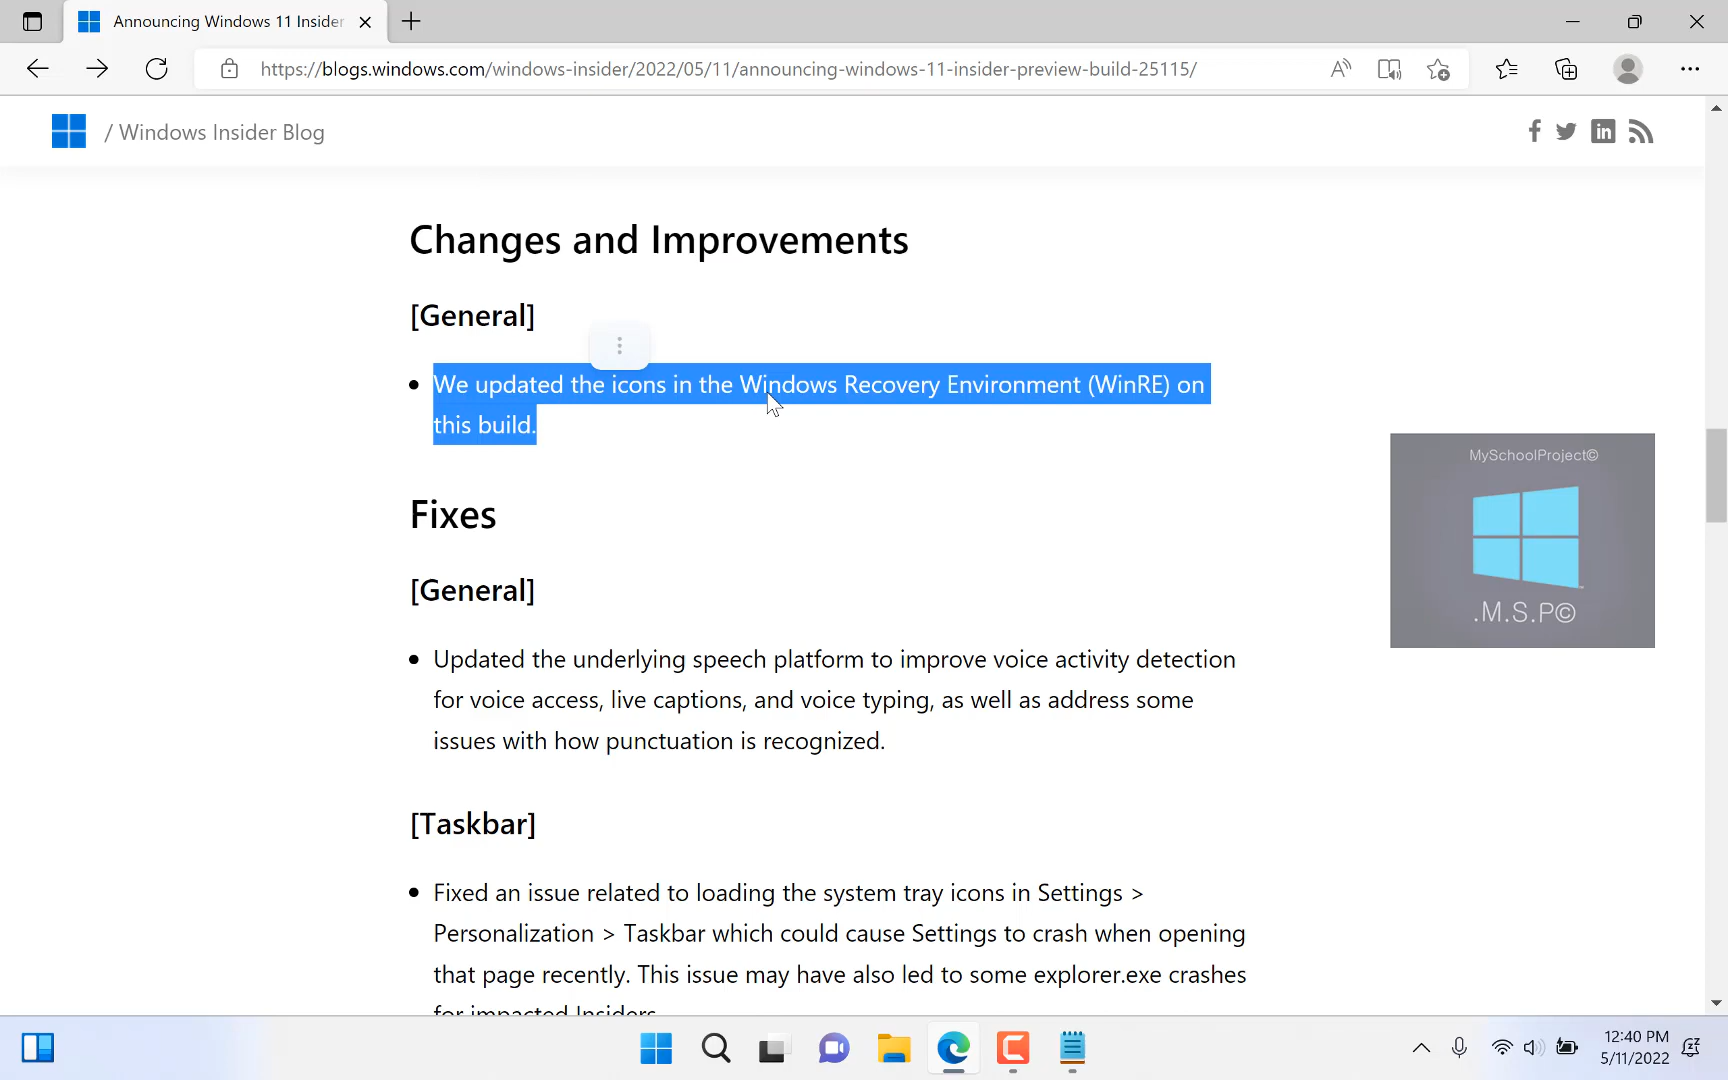 Announcing Windows 11 Insider
https://blogs.windows.com/windows-insider/2022/05/11/announcing-windows-11-insider-preview-build-25115/
/ Windows Insider Blog
Changes and Improvements
[General]
We updated the icons in the Windows Recovery Environment (WinRE) on
this build.
Fixes
[General]
Updated the underlying speech platform to improve voice activity detection
for voice access, live captions, and voice typing, as well as address some
issues with how punctuation is recognized.
[Taskbar]
Fixed an issue related to loading the system tray icons in Settings >
Personalization > Taskbar which could cause Settings to crash when opening
that page recently. This issue may have also led to some explorer.exe crashes
for impacted Insiders.
MySchoolProject©
.M.S.P©
12:40 PM
5/11/2022